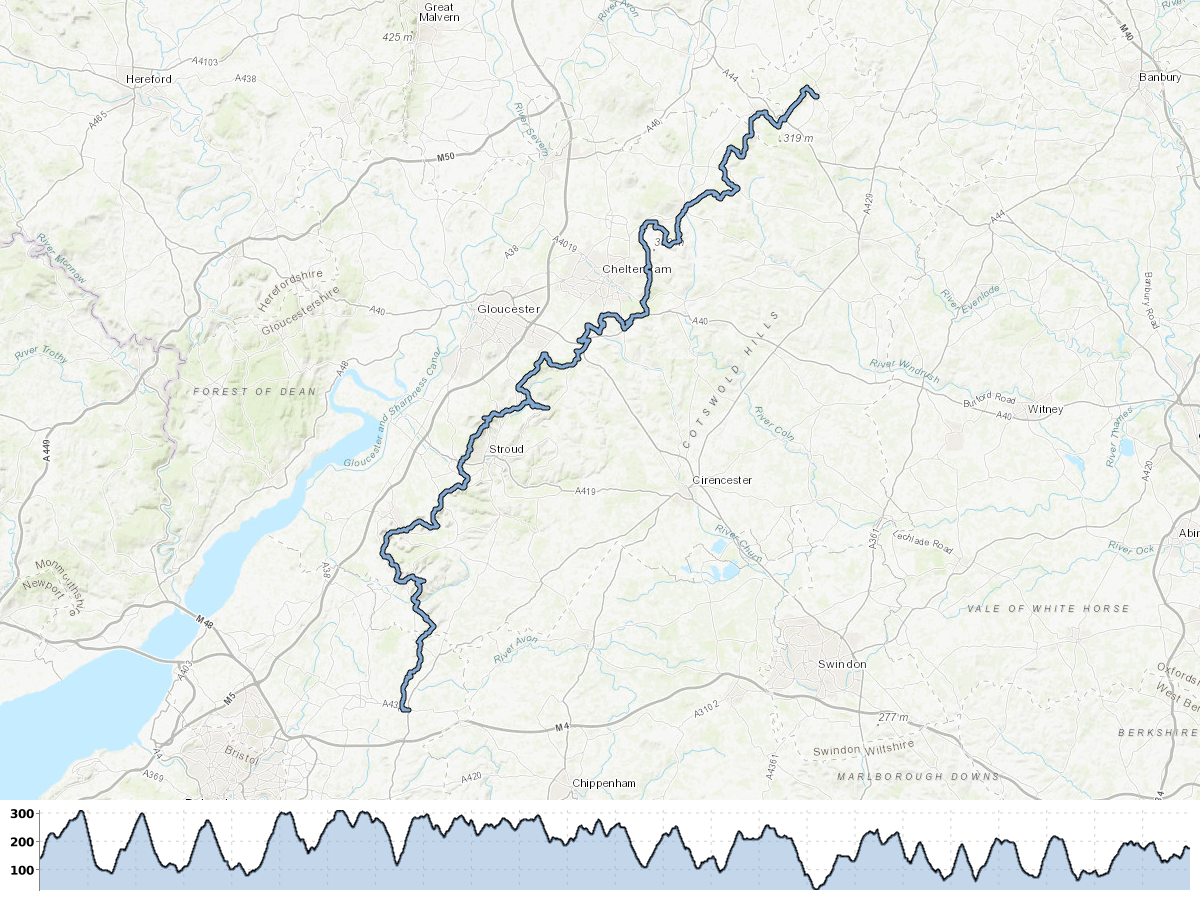 Great
Malvern
425 m
River Avon
A44
M40
Banbury
Hereford
A4103
A438
A465
River Severn
A46
319 m
M50
A429
A44
River Monnow
A38
A4019
Cheltenham
Herefordshire
Gloucestershire
A40
Gloucester
A40
River Evenlode
Banbury Road
River Trothy
A48
FOREST OF DEAN
Gloucester and Sharpness Canal
COTSWOLD HILLS
River Windrush
Burford Road
A40
Witney
River Coln
River Thames
A449
Stroud
A419
Cirencester
A420
River Churn
A361
Lechlade Road
River Ock
Abin
Monmouthshire
Newport
A38
M48
VALE OF WHITE HORSE
River Avon
Swindon
A403
M5
Oxfordsh
West Ber
A43
M4
A3102
277 m
BERKSHIRE
Bristol
A4
A369
A420
Chippenham
A4361
Swindon
Wiltshire
MARLBOROUGH DOWNS
300
200
100